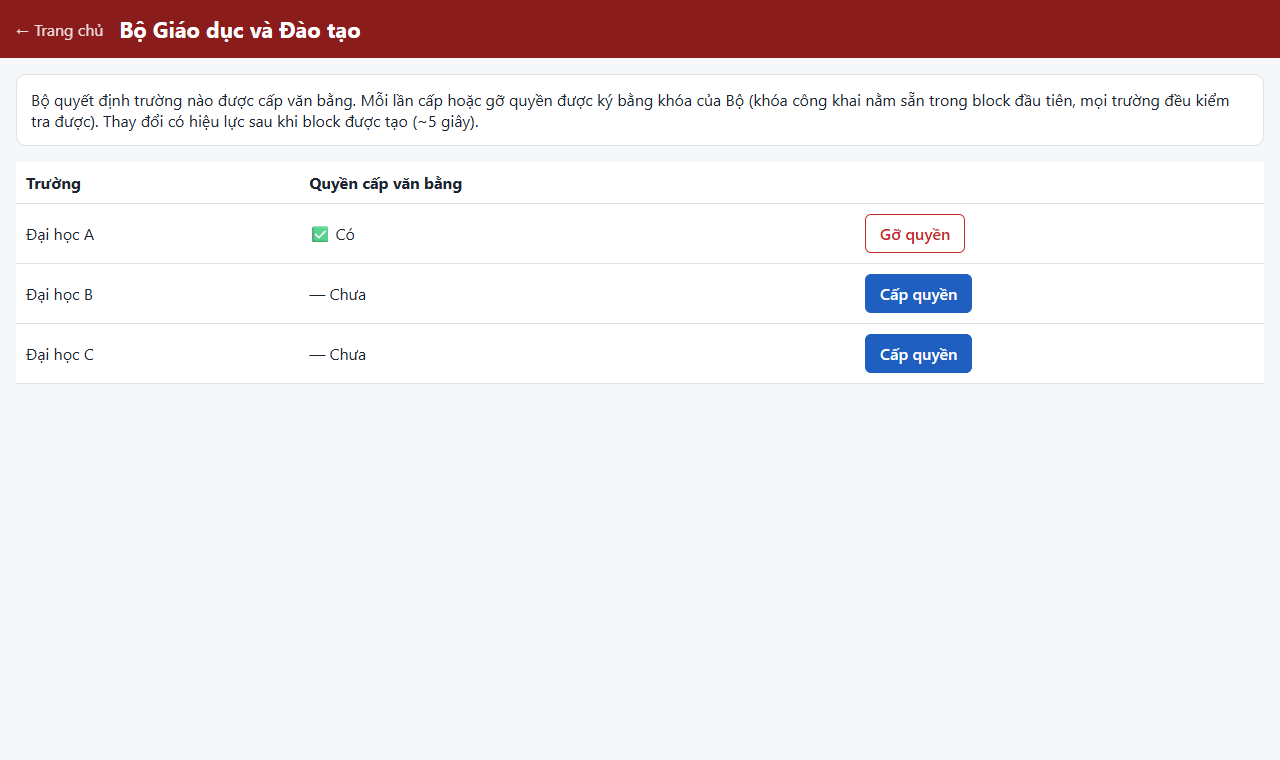 ← Trang chủ Bộ Giáo dục và Đào tạo
Bộ quyết định trường nào được cấp văn bằng. Mỗi lần cấp hoặc gỡ quyền được ký bằng khóa của Bộ (khóa công khai nằm sẵn trong block đầu tiên, mọi trường đều kiểm
tra được). Thay đổi có hiệu lực sau khi block được tạo (~5 giây).
Trường Quyền cấp văn bằng
Đại học A ✅ Có Gỡ quyền
Đại học B — Chưa Cấp quyền
Đại học C — Chưa Cấp quyền